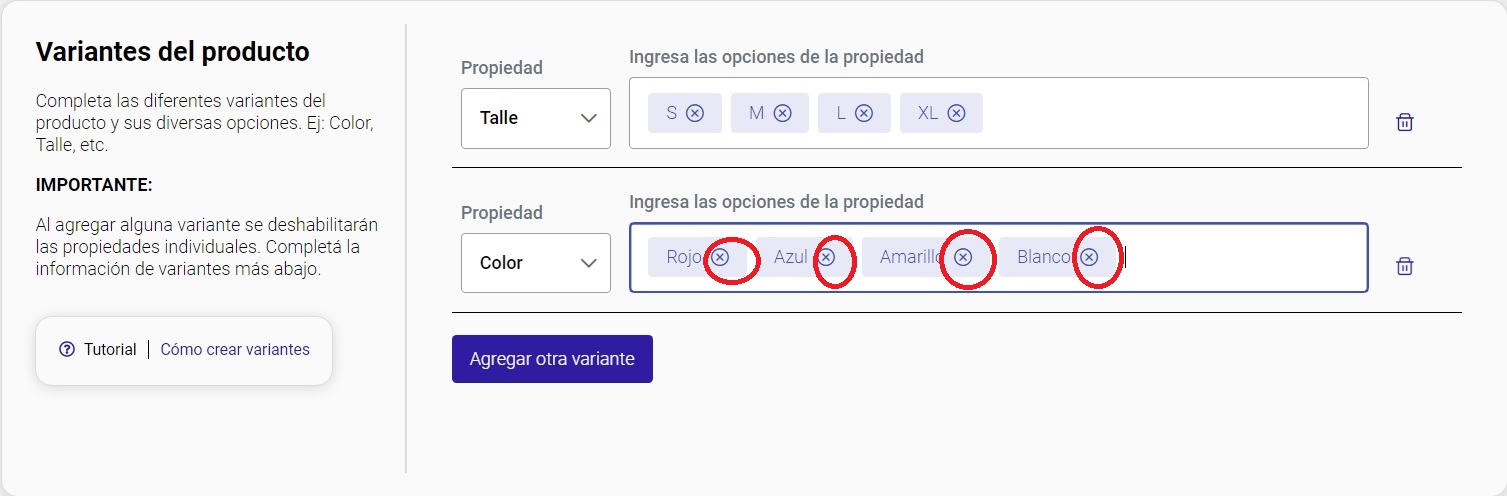 Variantes del producto
Completa las diferentes variantes del
producto y sus diversas opciones. Ej: Color,
Talle, etc.
IMPORTANTE:
Al agregar alguna variante se deshabilitarán
las propiedades individuales. Completá la
información de variantes más abajo.
Tutorial | Cómo crear variantes
Propiedad
Talle
Ingresa las opciones de la propiedad
S M L XL
Propiedad
Color
Ingresa las opciones de la propiedad
Rojo Azul Amarillo Blanco
Agregar otra variante